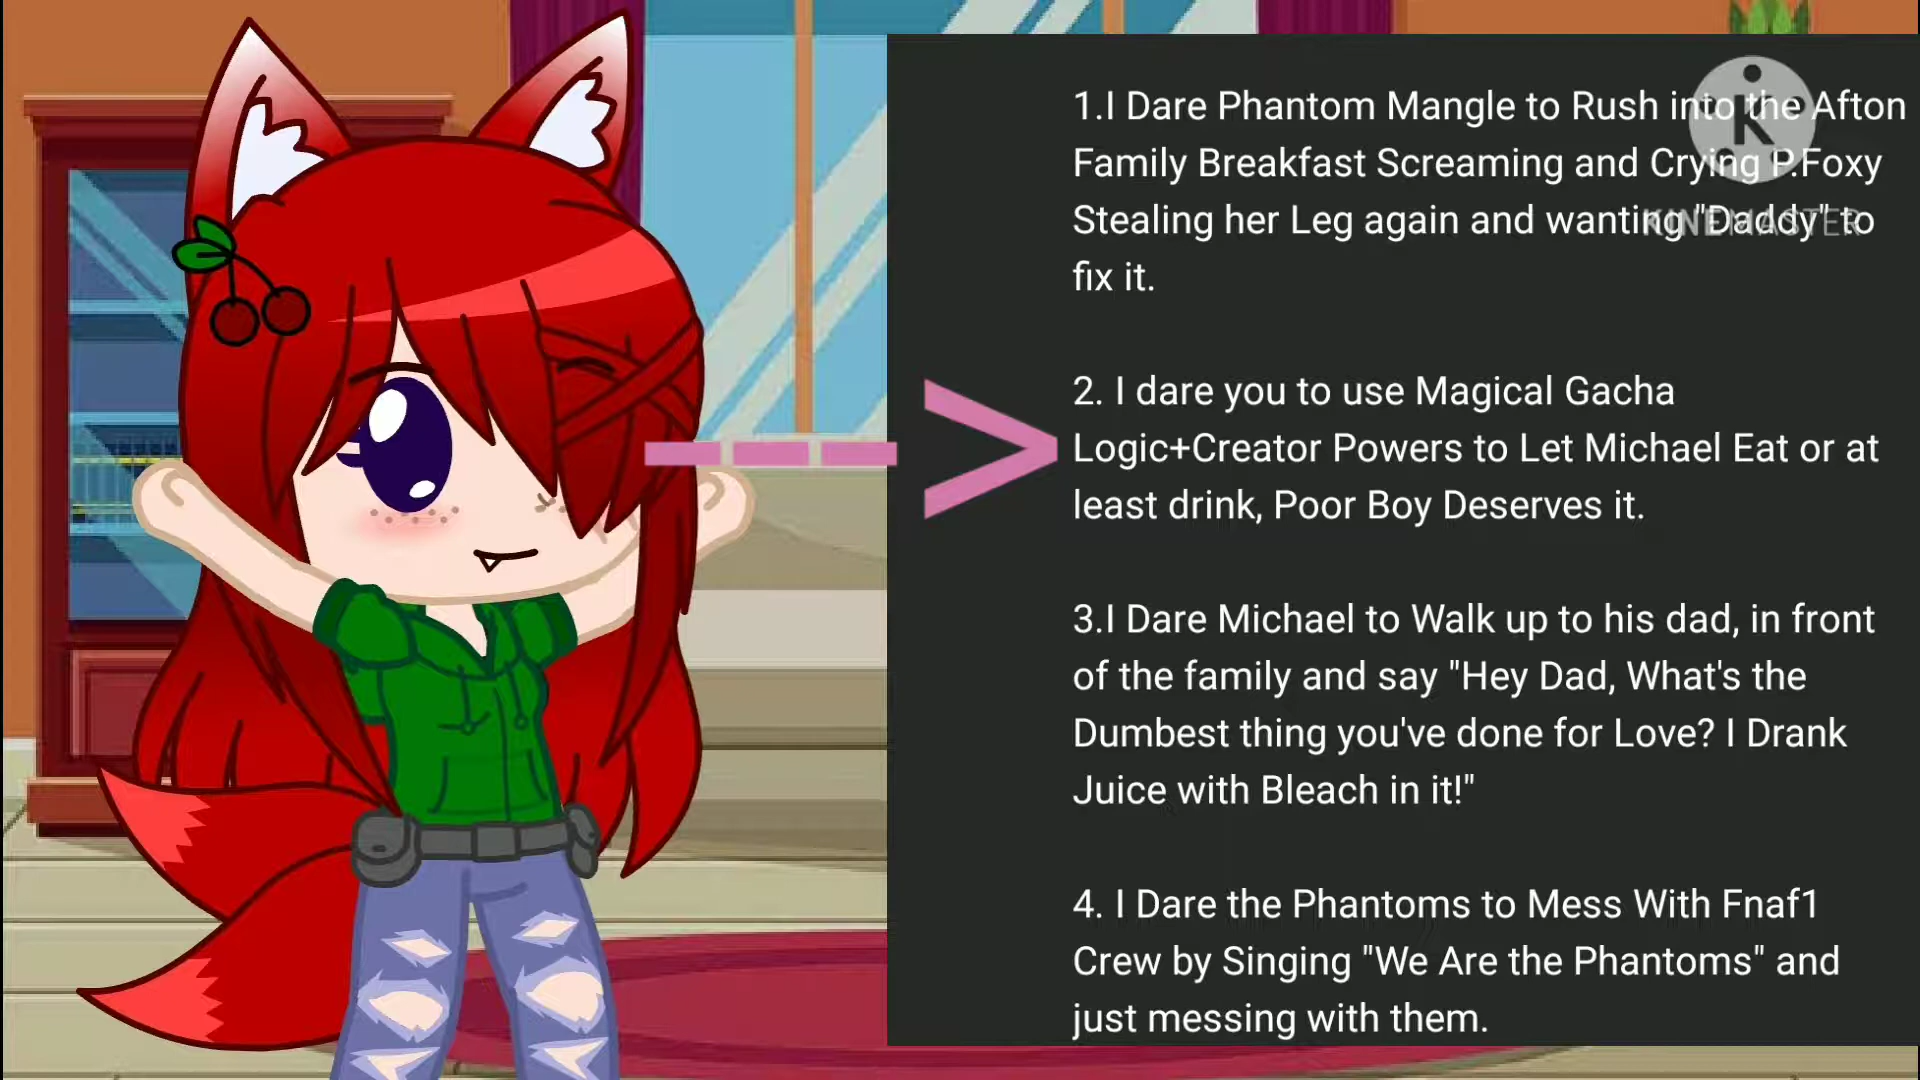 1.I Dare Phantom Mangle to Rush into the Afton
Family Breakfast Screaming and Crying P.Foxy
Stealing her Leg again and wanting "Daddy" to
fix it.
K
KINEMASTER
2. I dare you to use Magical Gacha
Logic+Creator Powers to Let Michael Eat or at
least drink, Poor Boy Deserves it.
3.I Dare Michael to Walk up to his dad, in front
of the family and say "Hey Dad, What's the
Dumbest thing you've done for Love? I Drank
Juice with Bleach in it!"
4. I Dare the Phantoms to Mess With Fnaf1
Crew by Singing "We Are the Phantoms" and
just messing with them.